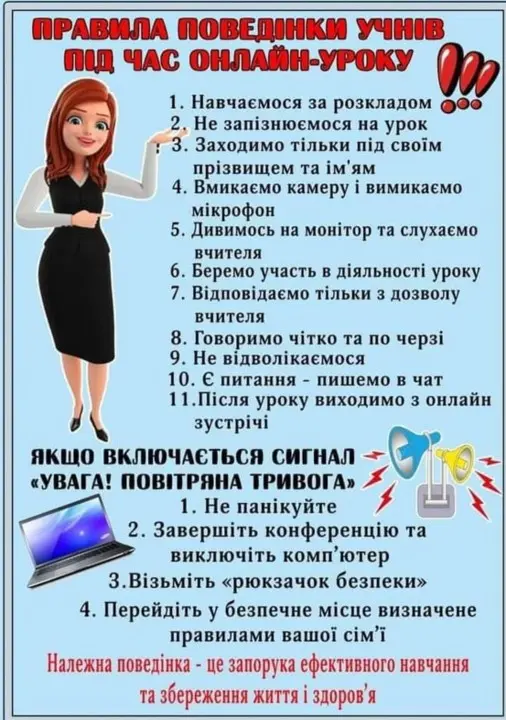 ПРАВИЛА ПОВЕДІНКИ УЧНІВ
ПІД ЧАС ОНЛАЙН-УРОКУ
1. Навчаємося за розкладом
2. Не запізнюємося на урок
3. Заходимо тільки під своїм
прізвищем та ім'ям
4. Вмикаємо камеру і вимикаємо
мікрофон
5. Дивимось на монітор та слухаємо
вчителя
6. Беремо участь в діяльності уроку
7. Відповідаємо тільки з дозволу
вчителя
8. Говоримо чітко та по черзі
9. Не відволікаємося
10. Є питання - пишемо в чат
11.Після уроку виходимо з онлайн
зустрічі
ЯКЩО ВКЛЮЧАЄТЬСЯ СИГНАЛ
«УВАГА! ПОВІТРЯНА ТРИВОГА»
1. Не панікуйте
2. Завершіть конференцію та
виключіть комп’ютер
3.Візьміть «рюкзачок безпеки»
4. Перейдіть у безпечне місце визначене
правилами вашої сім’ї
Належна поведінка - це запорука ефективного навчання
та збереження життя і здоров’я